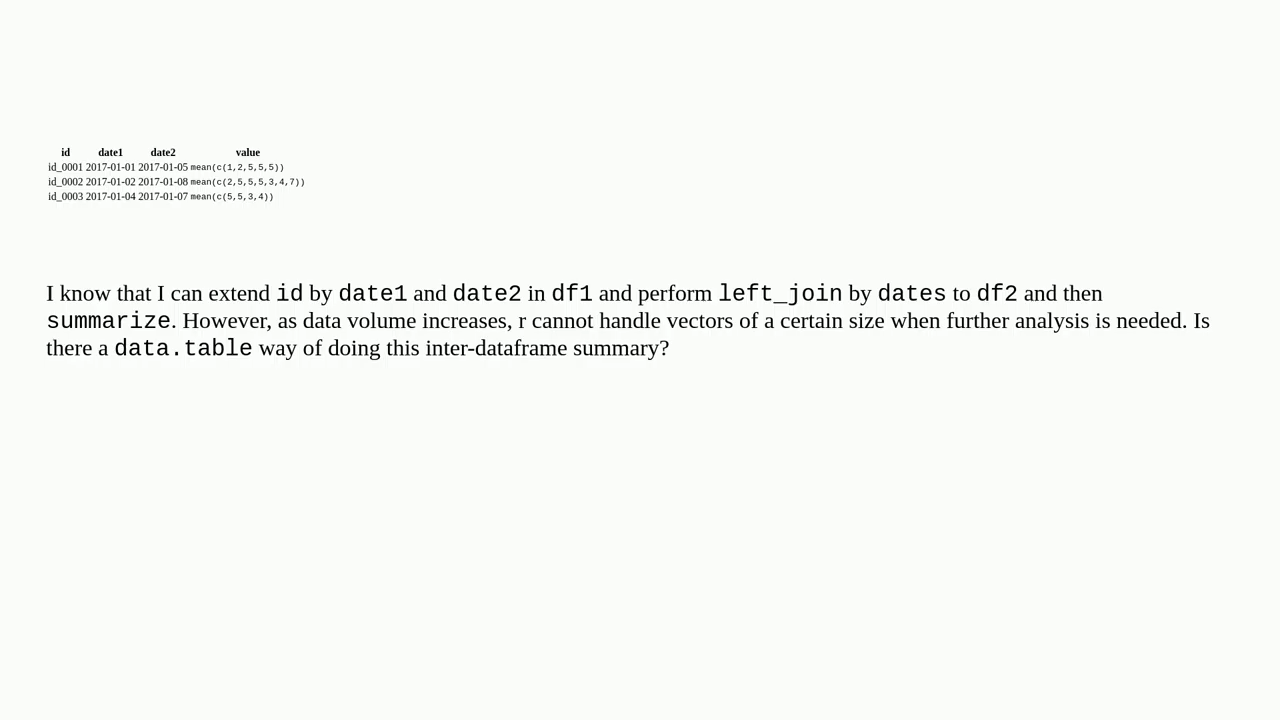 id date1 date2 value
id_0001 2017-01-01 2017-01-05 mean(c(1,2,5,5,5))
id_0002 2017-01-02 2017-01-08 mean(c(2,5,5,5,3,4,7))
id_0003 2017-01-04 2017-01-07 mean(c(5,5,3,4))
I know that I can extend id by date1 and date2 in df1 and perform left_join by dates to df2 and then
summarize. However, as data volume increases, r cannot handle vectors of a certain size when further analysis is needed. Is
there a data.table way of doing this inter-dataframe summary?